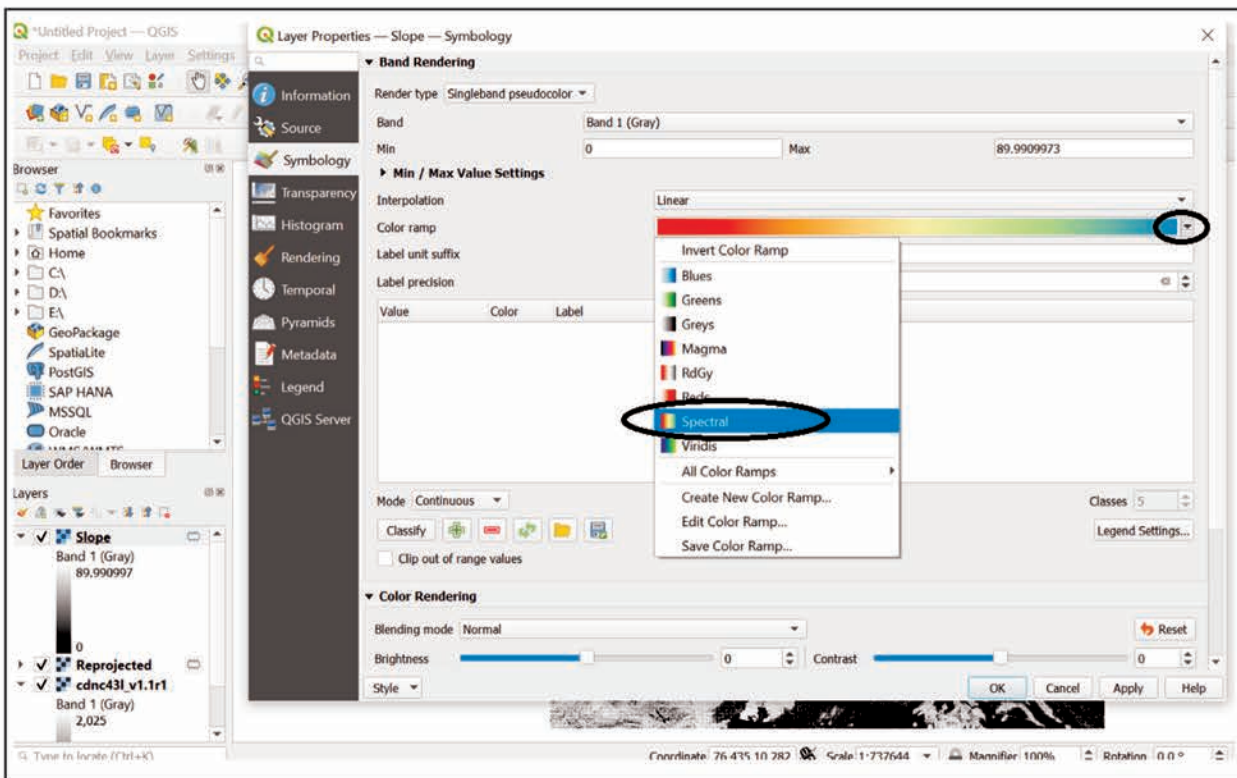 *Untitled Project — QGIS
Project Edit View Layer Settings
Browser
Favorites
Spatial Bookmarks
Home
C:\
D:\
E:\
GeoPackage
SpatiaLite
PostGIS
SAP HANA
MSSQL
Oracle
Layer Order Browser
Layers
Slope
Band 1 (Gray)
89.990997
0
Reprojected
cdnc43l_v1.1r1
Band 1 (Gray)
2,025
Type to locate (Ctrl+K)
Layer Properties — Slope — Symbology
Information
Source
Symbology
Transparency
Histogram
Rendering
Temporal
Pyramids
Metadata
Legend
QGIS Server
Band Rendering
Render type Singleband pseudocolor
Band Band 1 (Gray)
Min 0 Max 89.9909973
Min / Max Value Settings
Interpolation Linear
Color ramp
Label unit suffix
Label precision
Value Color Label
Invert Color Ramp
Blues
Greens
Greys
Magma
RdGy
Reds
Spectral
Viridis
All Color Ramps
Create New Color Ramp...
Edit Color Ramp...
Save Color Ramp...
Mode Continuous Classes 5
Classify Legend Settings...
Clip out of range values
Color Rendering
Blending mode Normal Reset
Brightness 0 Contrast 0
Style OK Cancel Apply Help
Coordinate 76.435,10.282 Scale 1:737644 Magnifier 100% Rotation 0.0 °